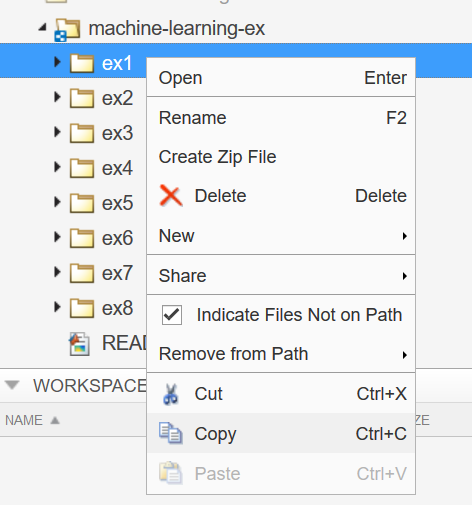 machine-learning-ex
ex1
Open Enter
ex2
Rename F2
ex3
Create Zip File
ex4
Delete Delete
ex5
New
ex6
Share
ex7
ex8
Indicate Files Not on Path
Remove from Path
WORKSPACE
Cut Ctrl+X
NAME
Copy Ctrl+C
Paste Ctrl+V